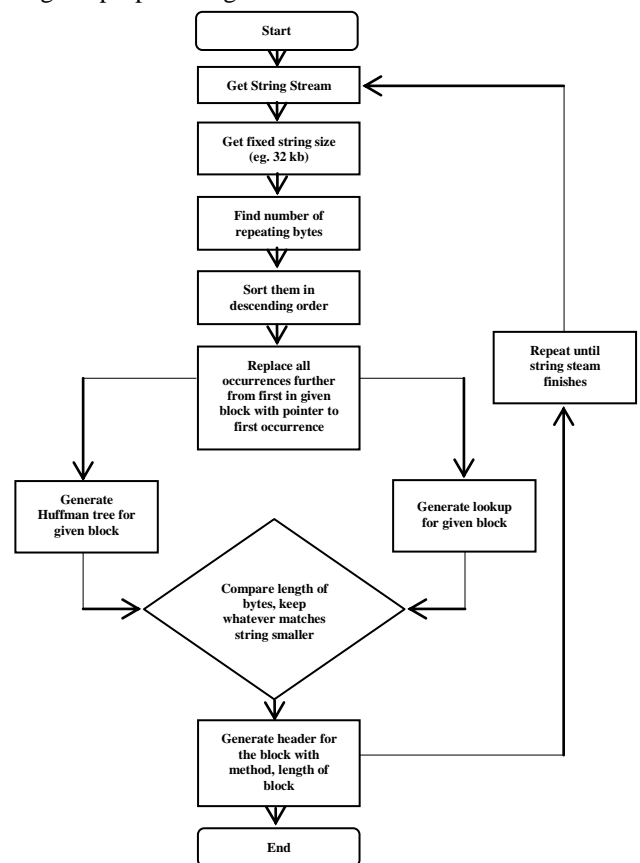 Start
Get String Stream
Get fixed string size
(eg. 32 kb)
Find number of
repeating bytes
Sort them in
descending order
Replace all
occurrences further
from first in given
block with pointer to
first occurrence
Repeat until
string steam
finishes
Generate
Huffman tree for
given block
Generate lookup
for given block
Compare length of
bytes, keep
whatever matches
string smaller
Generate header for
the block with
method, length of
block
End